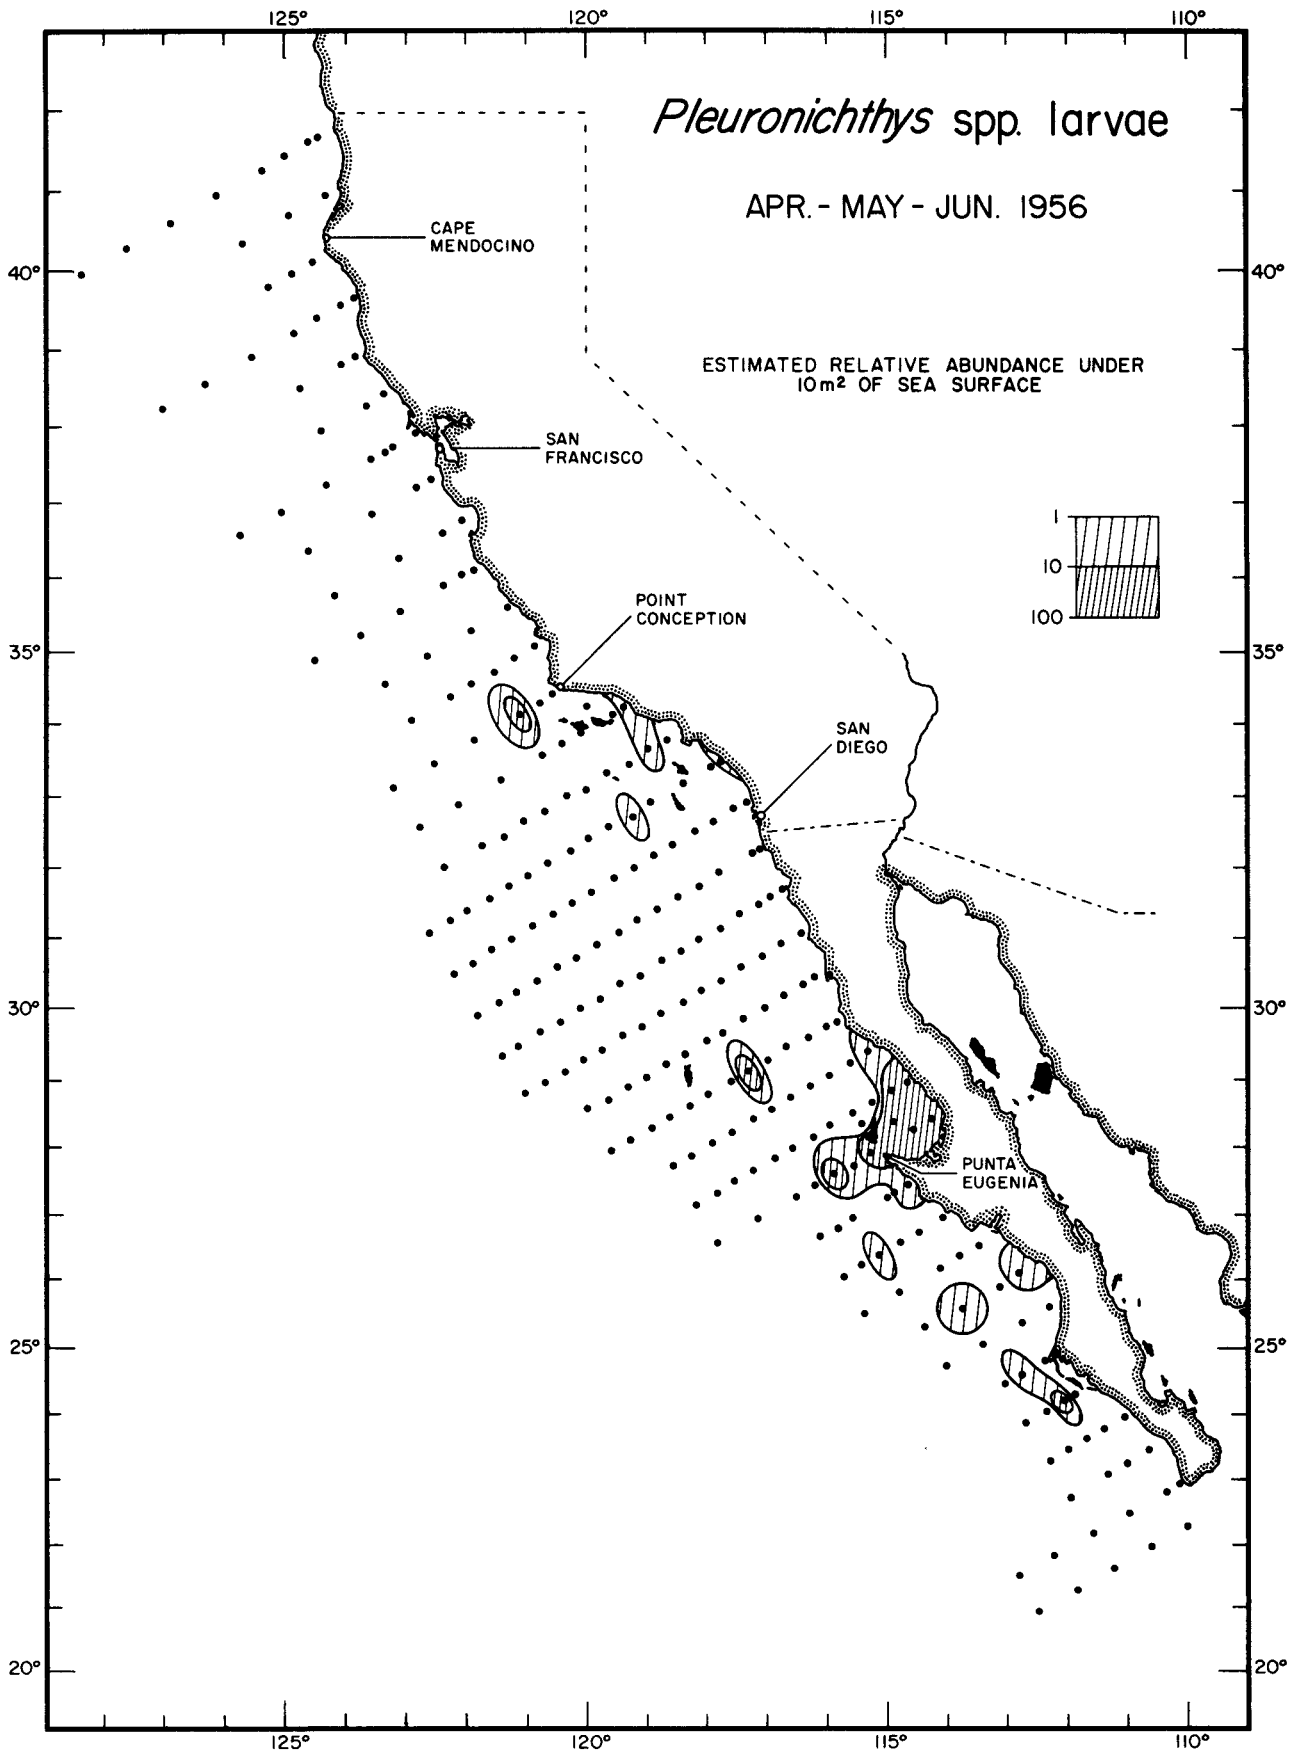 125° 120° 115° 110°
Pleuronichthys spp. larvae
APR. - MAY - JUN. 1956
CAPE
MENDOCINO
40° 40°
ESTIMATED RELATIVE ABUNDANCE UNDER
10m² OF SEA SURFACE
SAN
FRANCISCO
1
10
100
POINT
CONCEPTION
35° 35°
SAN
DIEGO
30° 30°
PUNTA
EUGENIA
25° 25°
20° 20°
125° 120° 115° 110°